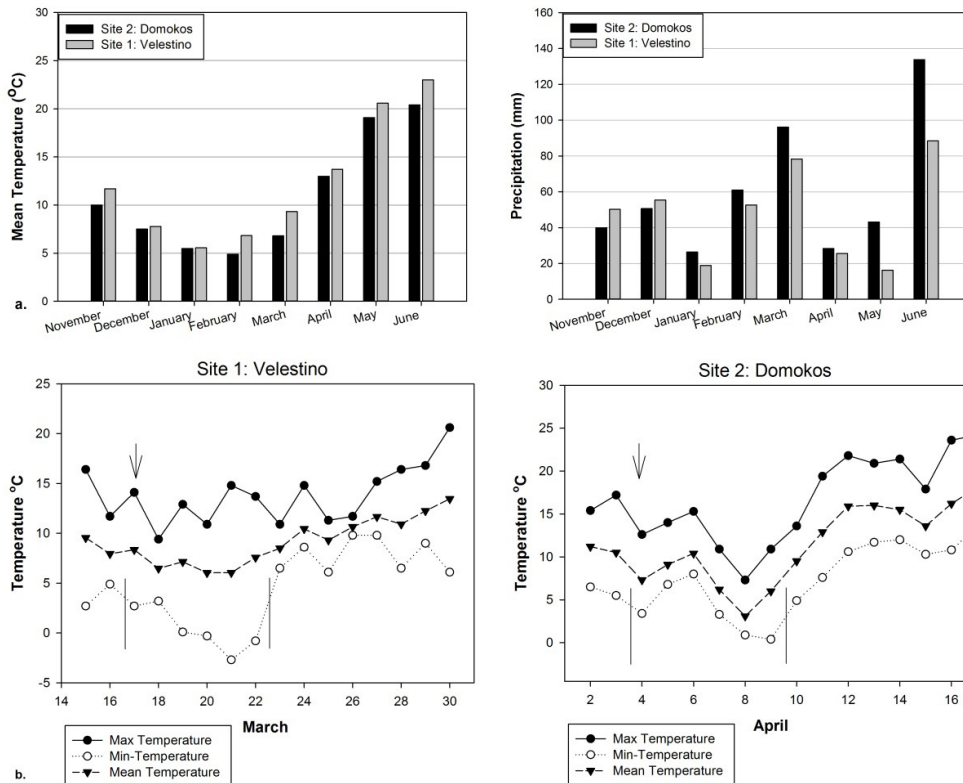 30
25
20
15
10
5
0
Mean Temperature (°C)
Site 2: Domokos
Site 1: Velestino
November
December
January
February
March
April
May
June
a.
160
140
120
100
80
60
40
20
0
Precipitation (mm)
Site 2: Domokos
Site 1: Velestino
November
December
January
February
March
April
May
June
Site 1: Velestino
25
20
15
10
5
0
-5
Temperature °C
14
16
18
20
22
24
26
28
30
March
Max Temperature
Min-Temperature
Mean Temperature
b.
Site 2: Domokos
30
25
20
15
10
5
0
Temperature °C
2
4
6
8
10
12
14
16
April
Max Temperature
Min-Temperature
Mean Temperature